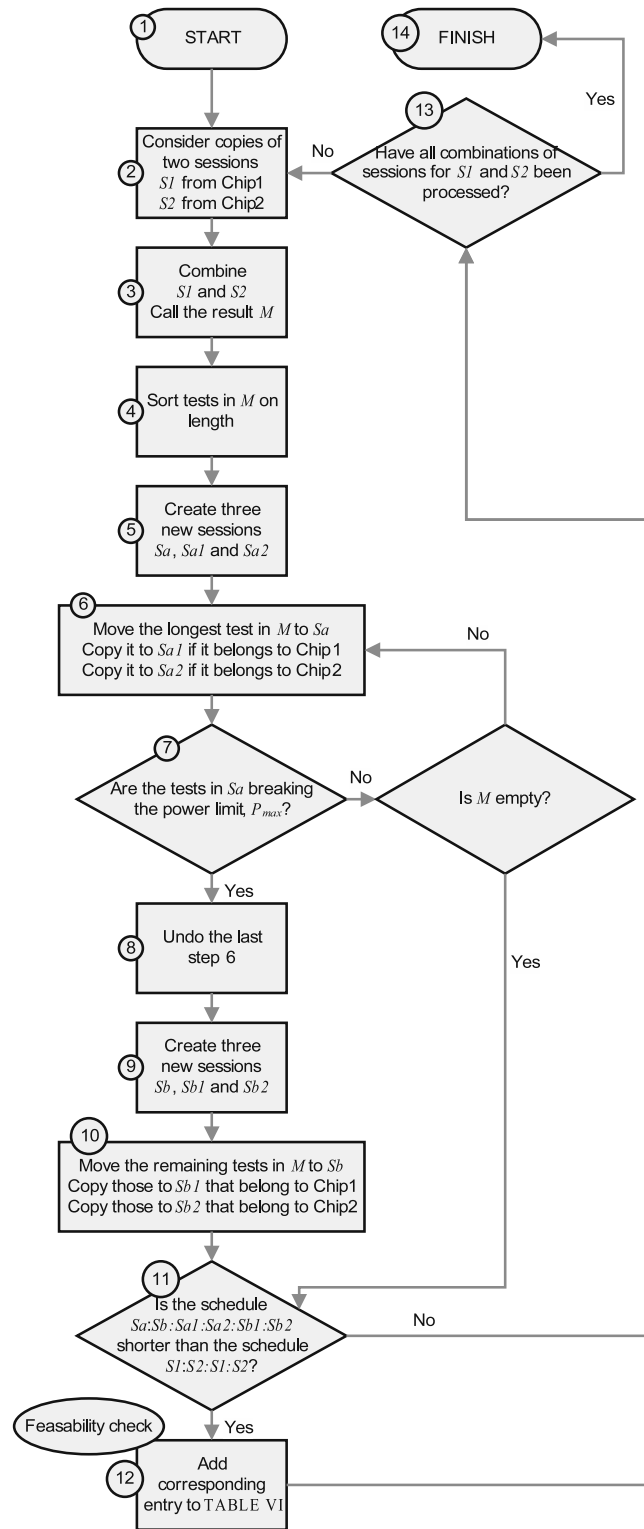 1
START
14
FINISH
Yes
13
Have all combinations of
sessions for S1 and S2 been
processed?
No
2
Consider copies of
two sessions
S1 from Chip1
S2 from Chip2
3
Combine
S1 and S2
Call the result M
4
Sort tests in M on
length
5
Create three
new sessions
Sa, Sa1 and Sa2
6
Move the longest test in M to Sa
Copy it to Sa1 if it belongs to Chip1
Copy it to Sa2 if it belongs to Chip2
No
7
Are the tests in Sa breaking
the power limit, Pmax?
No
Is M empty?
Yes
Yes
8
Undo the last
step 6
9
Create three
new sessions
Sb, Sb1 and Sb2
10
Move the remaining tests in M to Sb
Copy those to Sb1 that belong to Chip1
Copy those to Sb2 that belong to Chip2
11
Is the schedule
Sa:Sb:Sa1:Sa2:Sb1:Sb2
shorter than the schedule
S1:S2:S1:S2?
No
Yes
Feasability check
12
Add
corresponding
entry to TABLE VI